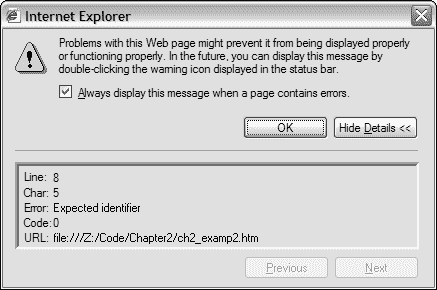 Internet Explorer
Problems with this Web page might prevent it from being displayed properly
or functioning properly. In the future, you can display this message by
double-clicking the warning icon displayed in the status bar.
Always display this message when a page contains errors.
OK
Hide Details <<
Line: 8
Char: 5
Error: Expected identifier
Code: 0
URL: file:///Z:/Code/Chapter2/ch2_examp2.htm
Previous
Next